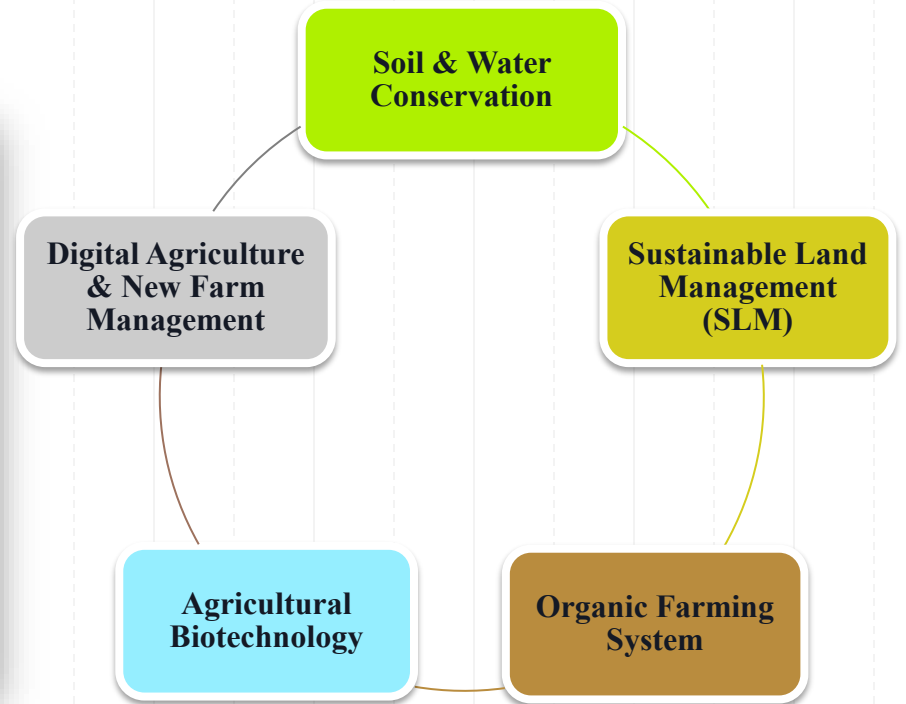 Soil & Water
Conservation
Sustainable Land
Management
(SLM)
Organic Farming
System
Agricultural
Biotechnology
Digital Agriculture
& New Farm
Management